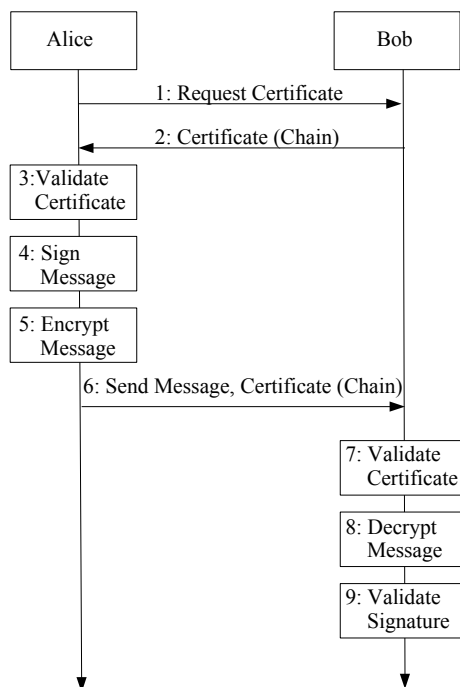 Alice
Bob
1: Request Certificate
2: Certificate (Chain)
3:Validate
Certificate
4: Sign
Message
5: Encrypt
Message
6: Send Message, Certificate (Chain)
7: Validate
Certificate
8: Decrypt
Message
9: Validate
Signature